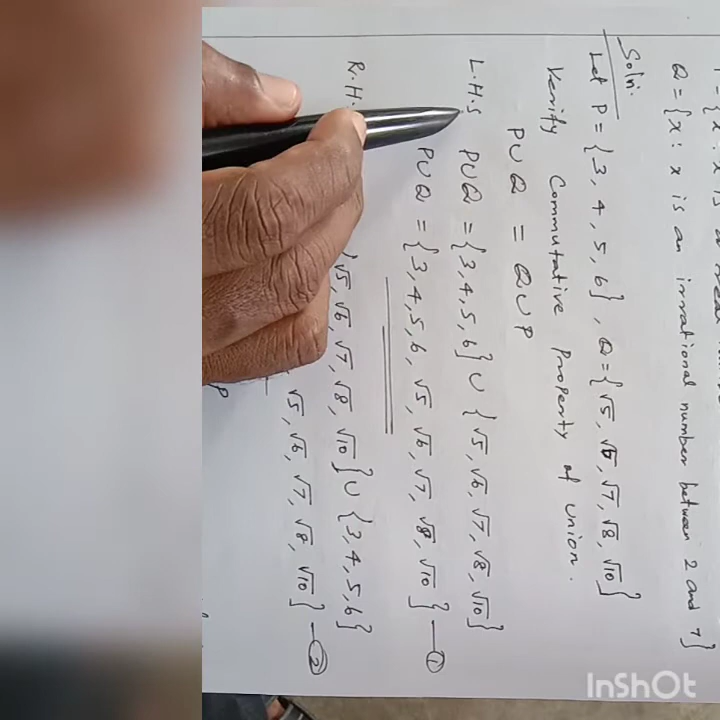 Q = {x : x is an irrational number between 2 and 7}
Soln.
Let P = {3, 4, 5, 6}, Q = {√5, √6, √7, √8, √10}
Verify Commutative Property of Union.
P∪Q = Q∪P
L.H.S P∪Q = {3, 4, 5, 6} ∪ {√5, √6, √7, √8, √10}
P∪Q = {3, 4, 5, 6, √5, √6, √7, √8, √10} — ①
R.H. {√5, √6, √7, √8, √10} ∪ {3, 4, 5, 6}
√5, √6, √7, √8, √10} — ②
P
InShOt